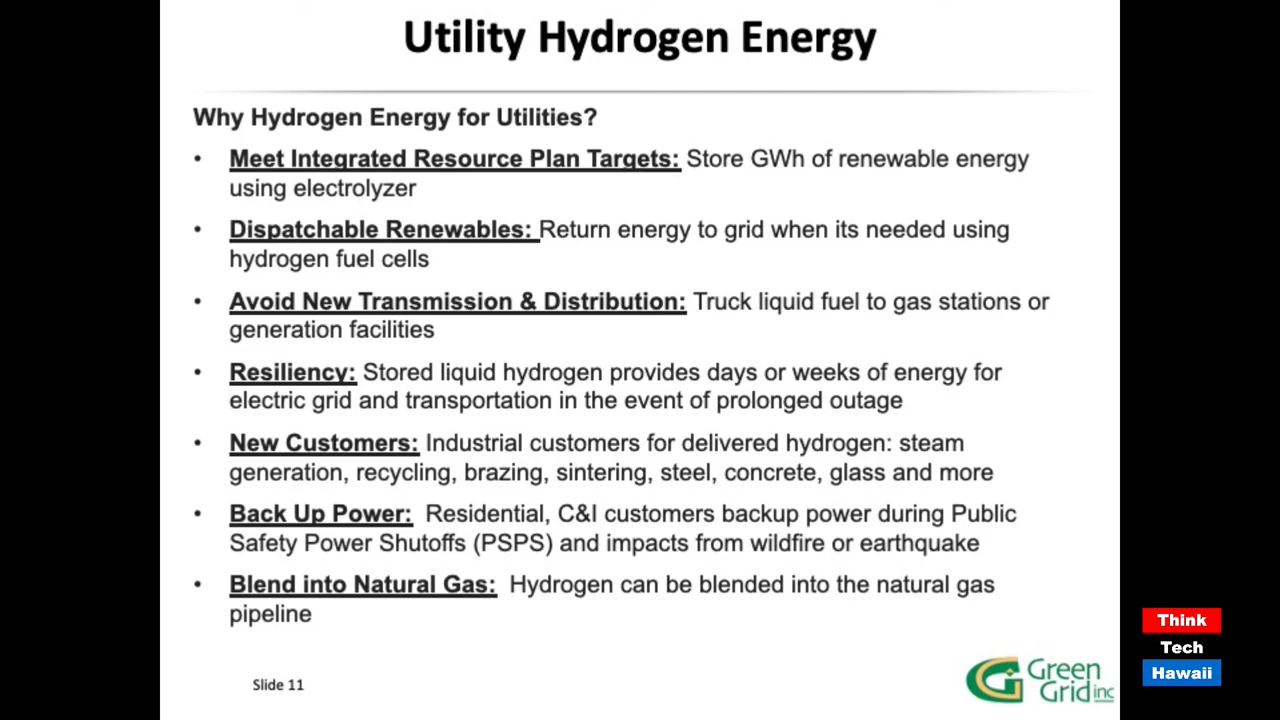 Utility Hydrogen Energy
Why Hydrogen Energy for Utilities?
• Meet Integrated Resource Plan Targets: Store GWh of renewable energy
using electrolyzer
• Dispatchable Renewables: Return energy to grid when its needed using
hydrogen fuel cells
• Avoid New Transmission & Distribution: Truck liquid fuel to gas stations or
generation facilities
• Resiliency: Stored liquid hydrogen provides days or weeks of energy for
electric grid and transportation in the event of prolonged outage
• New Customers: Industrial customers for delivered hydrogen: steam
generation, recycling, brazing, sintering, steel, concrete, glass and more
• Back Up Power: Residential, C&I customers backup power during Public
Safety Power Shutoffs (PSPS) and impacts from wildfire or earthquake
• Blend into Natural Gas: Hydrogen can be blended into the natural gas
pipeline
Slide 11
Green
Grid inc
Think
Tech
Hawaii